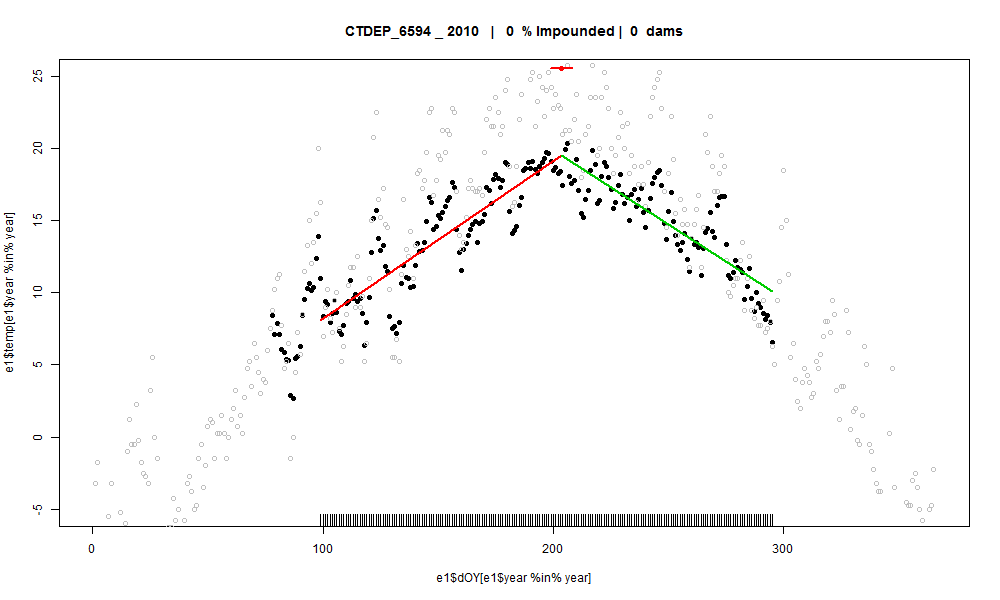 CTDEP_6594 _ 2010 | 0 % Impounded | 0 dams
25
20
15
10
5
0
-5
e1$temp[e1$year %in% year]
0 100 200 300
e1$dOY[e1$year %in% year]